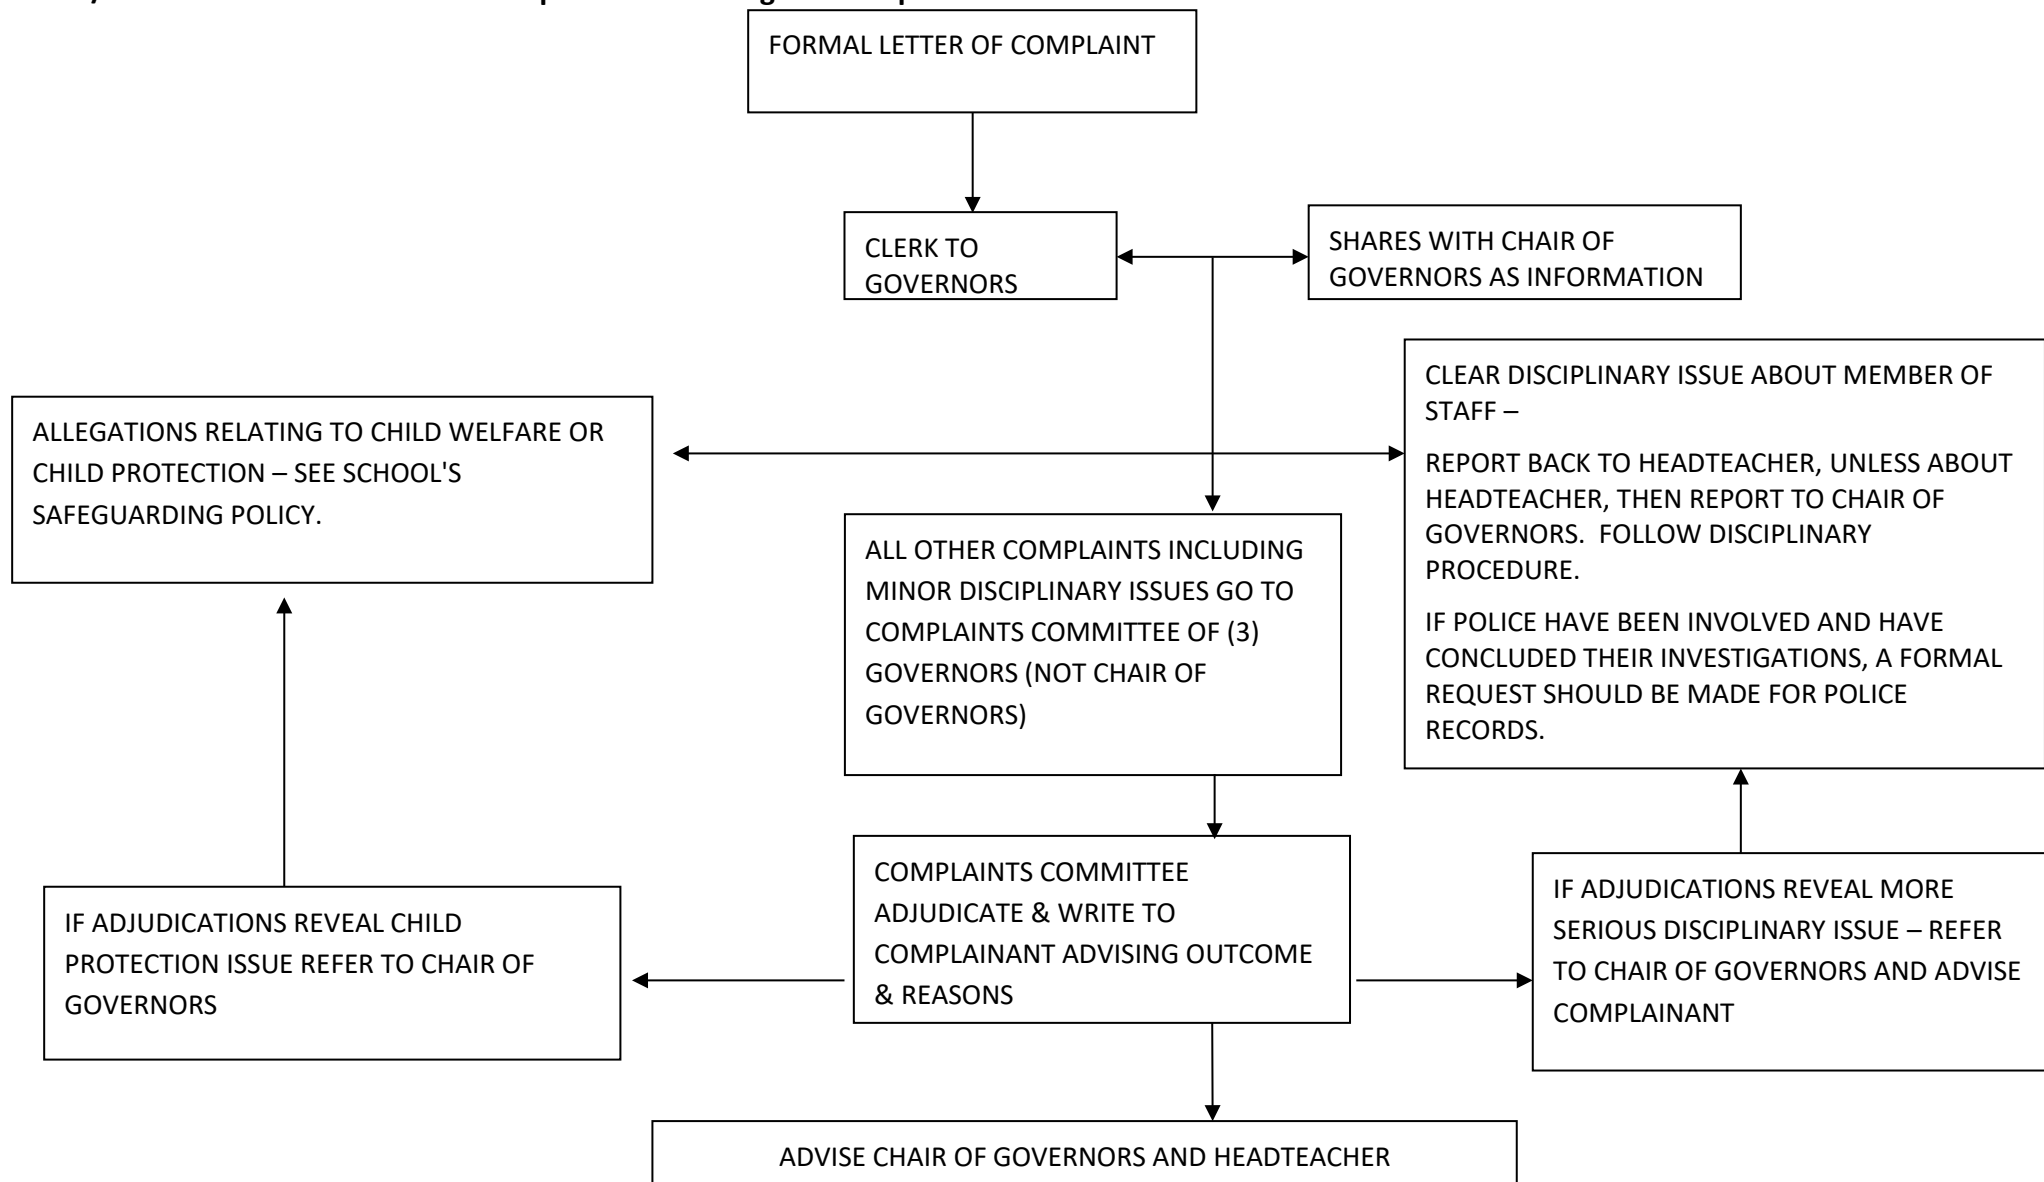 FORMAL LETTER OF COMPLAINT
CLERK TO
GOVERNORS
SHARES WITH CHAIR OF
GOVERNORS AS INFORMATION
ALLEGATIONS RELATING TO CHILD WELFARE OR
CHILD PROTECTION – SEE SCHOOL'S
SAFEGUARDING POLICY.
CLEAR DISCIPLINARY ISSUE ABOUT MEMBER OF
STAFF –
REPORT BACK TO HEADTEACHER, UNLESS ABOUT
HEADTEACHER, THEN REPORT TO CHAIR OF
GOVERNORS.  FOLLOW DISCIPLINARY
PROCEDURE.
IF POLICE HAVE BEEN INVOLVED AND HAVE
CONCLUDED THEIR INVESTIGATIONS, A FORMAL
REQUEST SHOULD BE MADE FOR POLICE
RECORDS.
ALL OTHER COMPLAINTS INCLUDING
MINOR DISCIPLINARY ISSUES GO TO
COMPLAINTS COMMITTEE OF (3)
GOVERNORS (NOT CHAIR OF
GOVERNORS)
IF ADJUDICATIONS REVEAL CHILD
PROTECTION ISSUE REFER TO CHAIR OF
GOVERNORS
COMPLAINTS COMMITTEE
ADJUDICATE & WRITE TO
COMPLAINANT ADVISING OUTCOME
& REASONS
IF ADJUDICATIONS REVEAL MORE
SERIOUS DISCIPLINARY ISSUE – REFER
TO CHAIR OF GOVERNORS AND ADVISE
COMPLAINANT
ADVISE CHAIR OF GOVERNORS AND HEADTEACHER